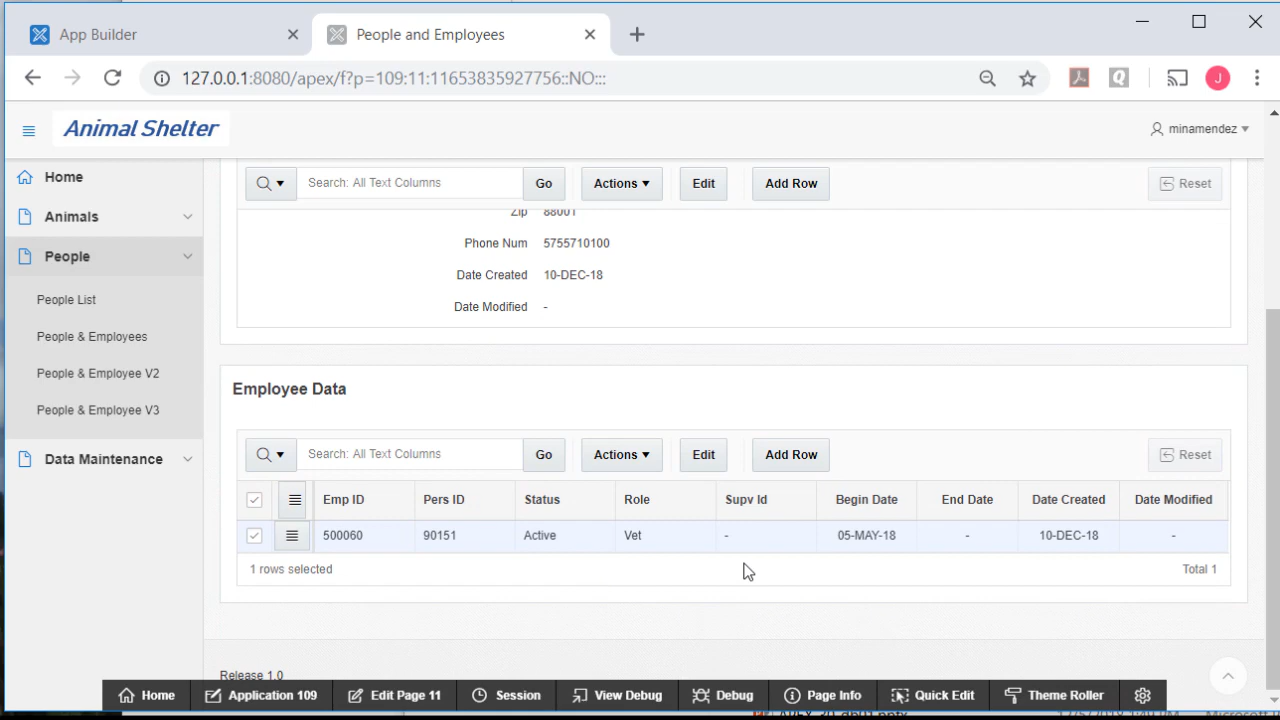 App Builder
People and Employees
127.0.0.1:8080/apex/f?p=109:11:11653835927756::NO:::
J
Animal Shelter
minamendez
Home
Animals
People
People List
People & Employees
People & Employee V2
People & Employee V3
Data Maintenance
Search: All Text Columns Go Actions Edit Add Row Reset
Zip 88001
Phone Num 5755710100
Date Created 10-DEC-18
Date Modified -
Employee Data
Search: All Text Columns Go Actions Edit Add Row Reset
Emp ID Pers ID Status Role Supv Id Begin Date End Date Date Created Date Modified
500060 90151 Active Vet - 05-MAY-18 - 10-DEC-18 -
1 rows selected Total 1
Release 1.0
Home Application 109 Edit Page 11 Session View Debug Debug Page Info Quick Edit Theme Roller